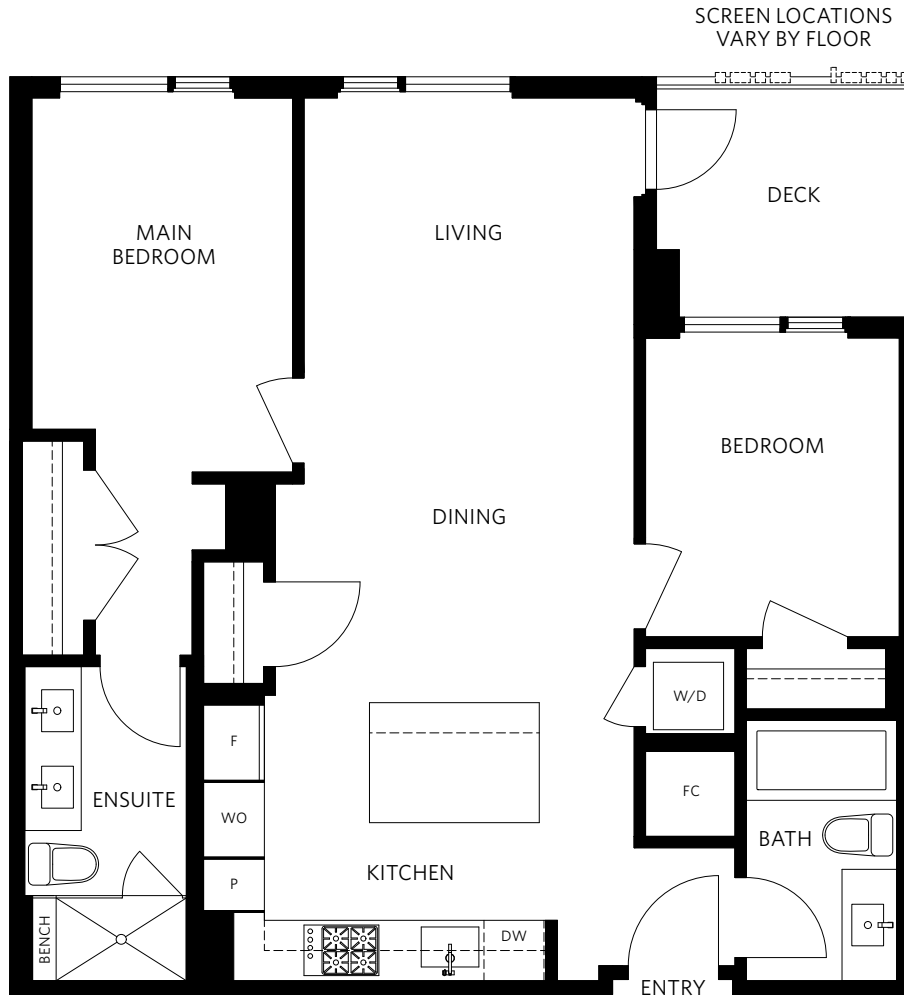 SCREEN LOCATIONS
VARY BY FLOOR
DECK
MAIN
BEDROOM
LIVING
BEDROOM
DINING
W/D
F
FC
ENSUITE
WO
BATH
KITCHEN
P
BENCH
DW
ENTRY